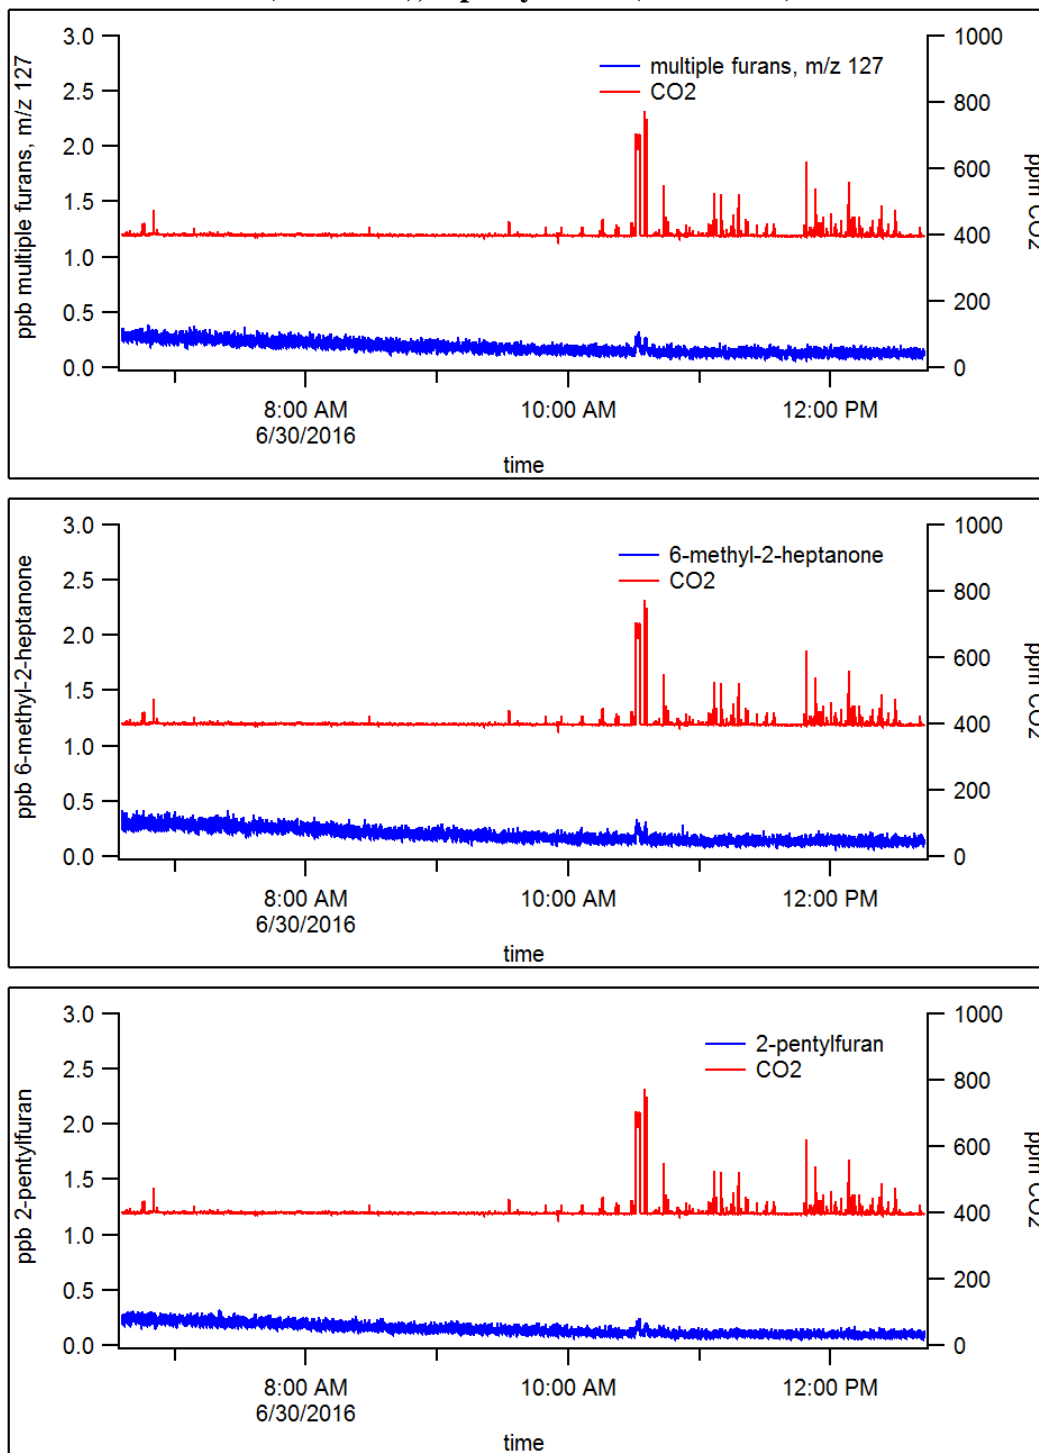 3.0
2.5
2.0
1.5
1.0
0.5
0.0
ppb multiple furans, m/z 127
multiple furans, m/z 127
CO2
1000
800
600
400
200
0
ppm CO2
8:00 AM
6/30/2016
10:00 AM
12:00 PM
time
3.0
2.5
2.0
1.5
1.0
0.5
0.0
ppb 6-methyl-2-heptanone
6-methyl-2-heptanone
CO2
1000
800
600
400
200
0
ppm CO2
8:00 AM
6/30/2016
10:00 AM
12:00 PM
time
3.0
2.5
2.0
1.5
1.0
0.5
0.0
ppb 2-pentylfuran
2-pentylfuran
CO2
1000
800
600
400
200
0
ppm CO2
8:00 AM
6/30/2016
10:00 AM
12:00 PM
time